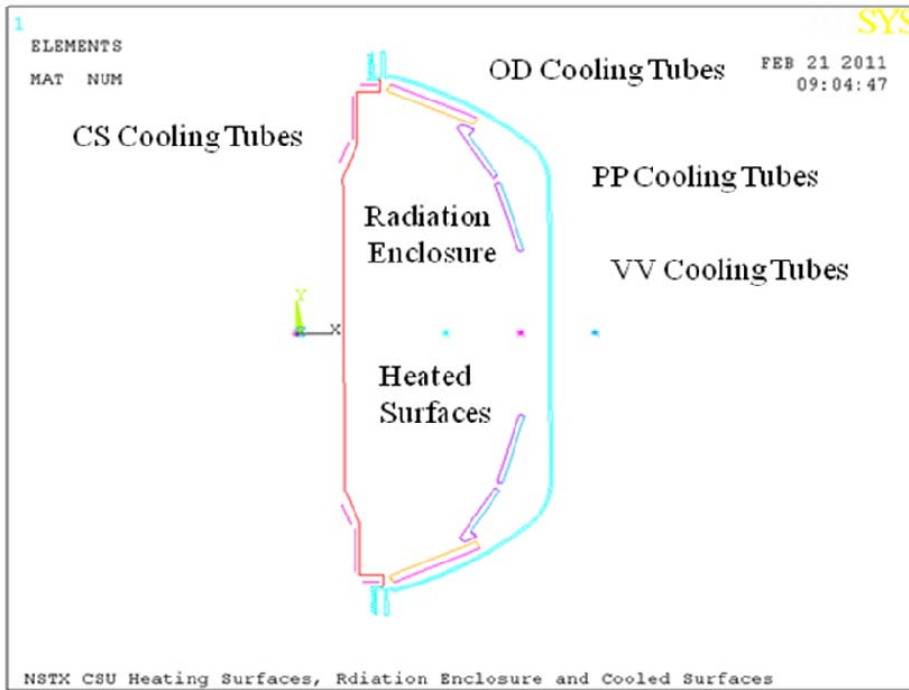 1
SYS
ELEMENTS
MAT NUM
FEB 21 2011
09:04:47
OD Cooling Tubes
CS Cooling Tubes
PP Cooling Tubes
Radiation
Enclosure
VV Cooling Tubes
Y
X
Heated
Surfaces
NSTX CSU Heating Surfaces, Rdiation Enclosure and Cooled Surfaces